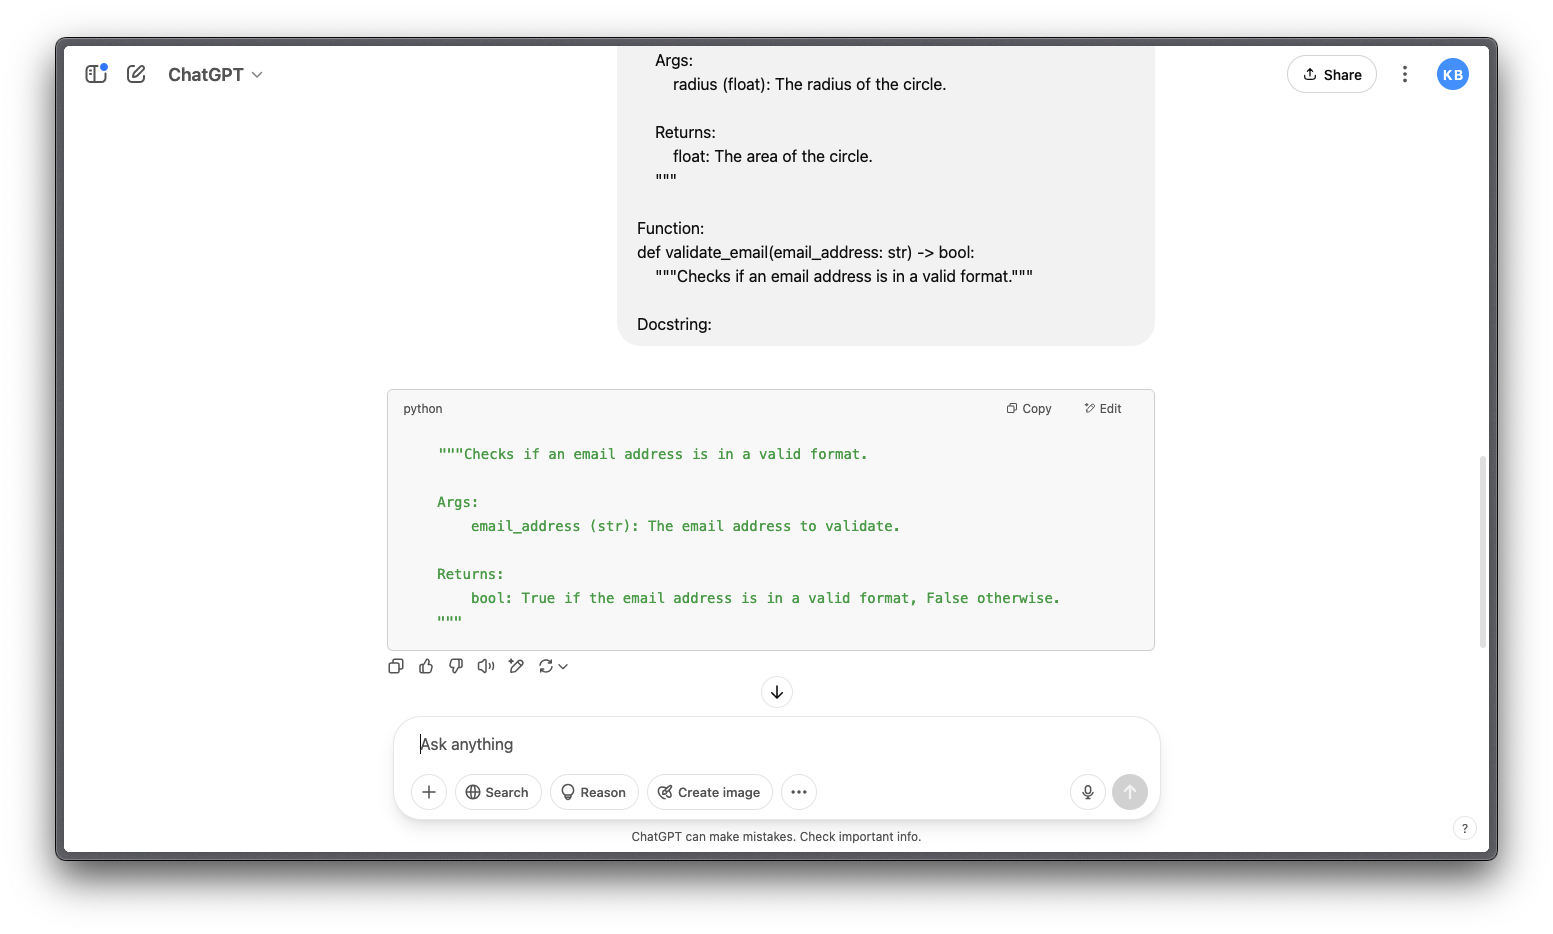 ChatGPT
Share
KB
Args:
radius (float): The radius of the circle.
Returns:
float: The area of the circle.
"""
Function:
def validate_email(email_address: str) -> bool:
"""Checks if an email address is in a valid format."""
Docstring:
python
Copy
Edit
"""Checks if an email address is in a valid format.
Args:
email_address (str): The email address to validate.
Returns:
bool: True if the email address is in a valid format, False otherwise.
"""
Ask anything
Search
Reason
Create image
ChatGPT can make mistakes. Check important info.
?